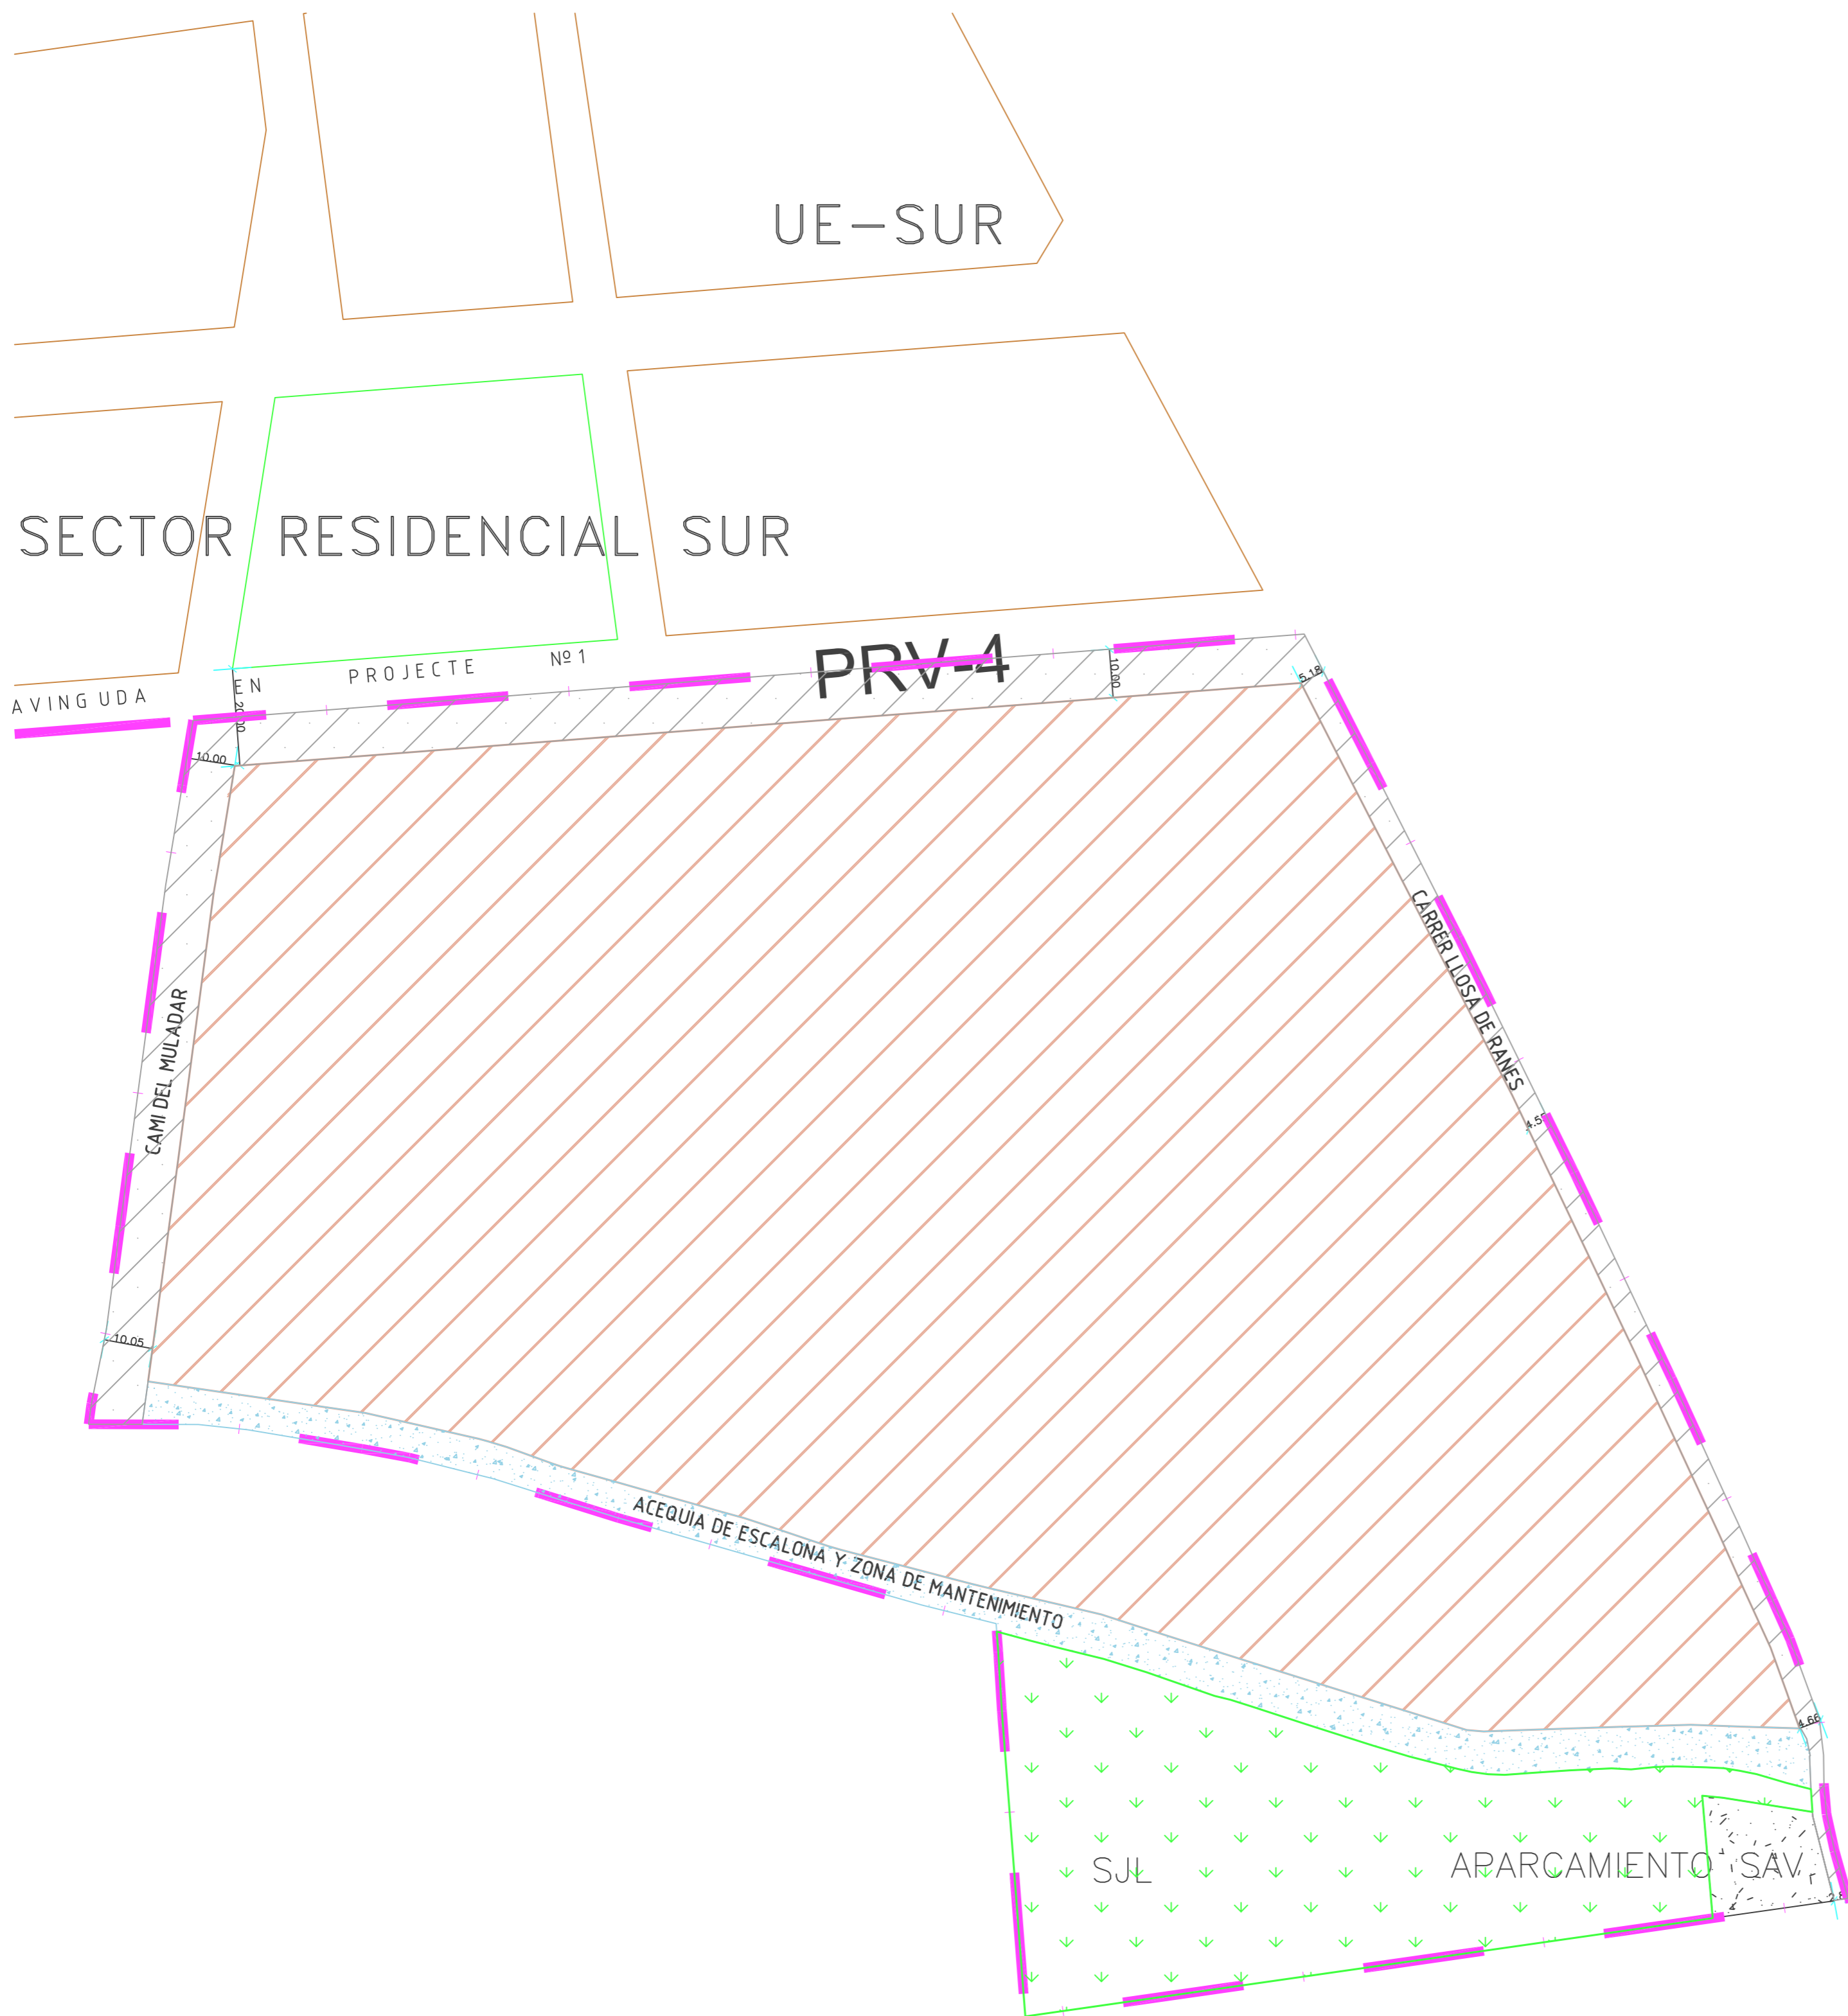 UE-SUR
SECTOR RESIDENCIAL SUR
AVINGUDA EN PROJECTE Nº 1
PRV-4
10.00
5.18
20.00
10.00
CARRER LLOSA DE RANES
CAMI DEL MULADAR
10.05
ACEQUIA DE ESCALONA Y ZONA DE MANTENIMIENTO
4.66
SJL
APARCAMIENTO SAV